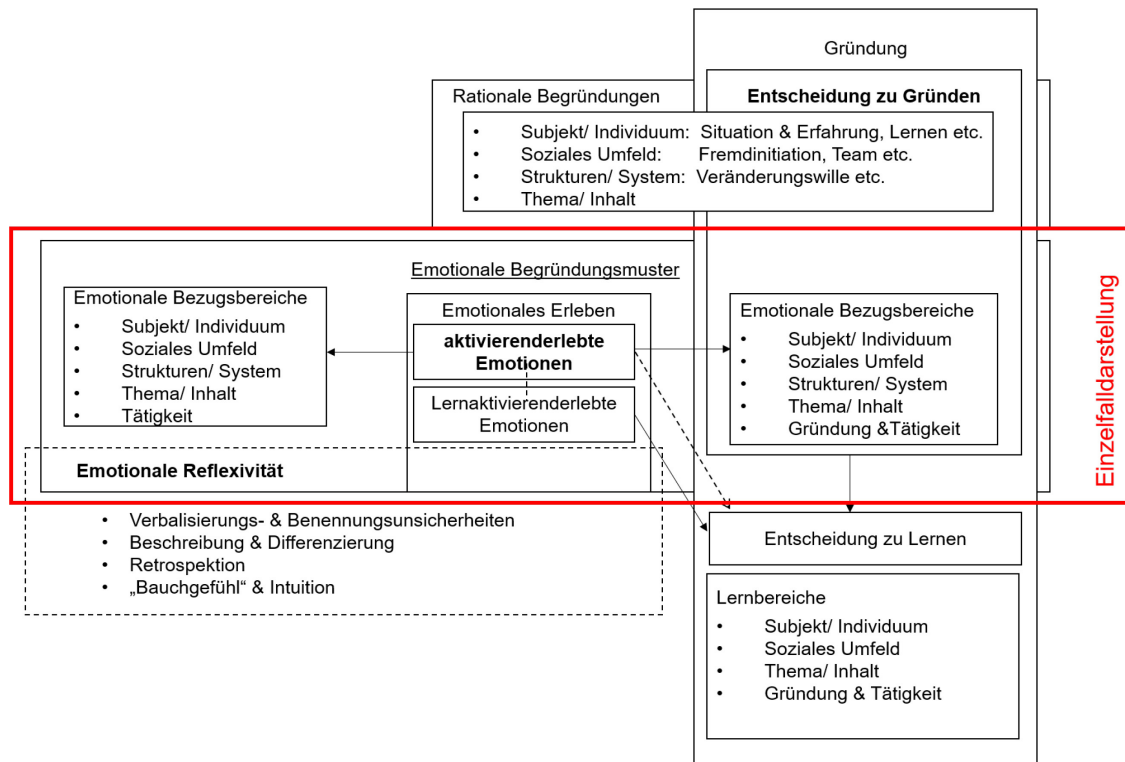 Gründung
Rationale Begründungen
Entscheidung zu Gründen
• Subjekt/ Individuum: Situation & Erfahrung, Lernen etc.
• Soziales Umfeld: Fremdinitiation, Team etc.
• Strukturen/ System: Veränderungswille etc.
• Thema/ Inhalt
Emotionale Begründungsmuster
Emotionale Bezugsbereiche
• Subjekt/ Individuum
• Soziales Umfeld
• Strukturen/ System
• Thema/ Inhalt
• Tätigkeit
Emotionales Erleben
aktivierenderlebte
Emotionen
Lernaktivierenderlebte
Emotionen
Emotionale Bezugsbereiche
• Subjekt/ Individuum
• Soziales Umfeld
• Strukturen/ System
• Thema/ Inhalt
• Gründung &Tätigkeit
Einzelfalldarstellung
Emotionale Reflexivität
• Verbalisierungs- & Benennungsunsicherheiten
• Beschreibung & Differenzierung
• Retrospektion
• „Bauchgefühl“ & Intuition
Entscheidung zu Lernen
Lernbereiche
• Subjekt/ Individuum
• Soziales Umfeld
• Thema/ Inhalt
• Gründung & Tätigkeit